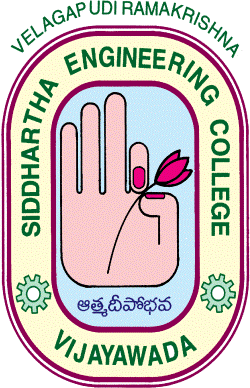 VELAGAPUDI RAMAKRISHNA
SIDDHARTHA ENGINEERING COLLEGE
ఆత్మదీపోభవ
VIJAYAWADA